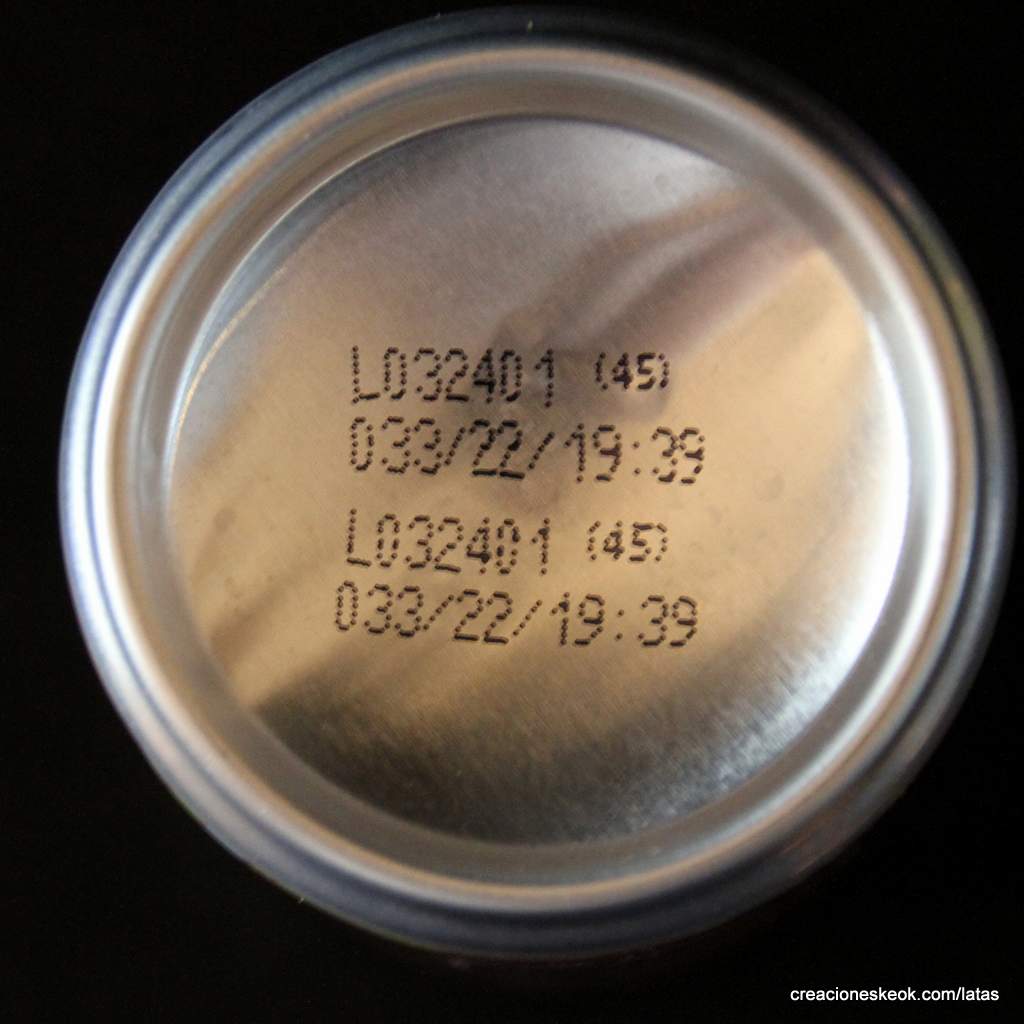 L032401 (45)
033/22/19:39
L032401 (45)
033/22/19:39
creacioneskeok.com/latas